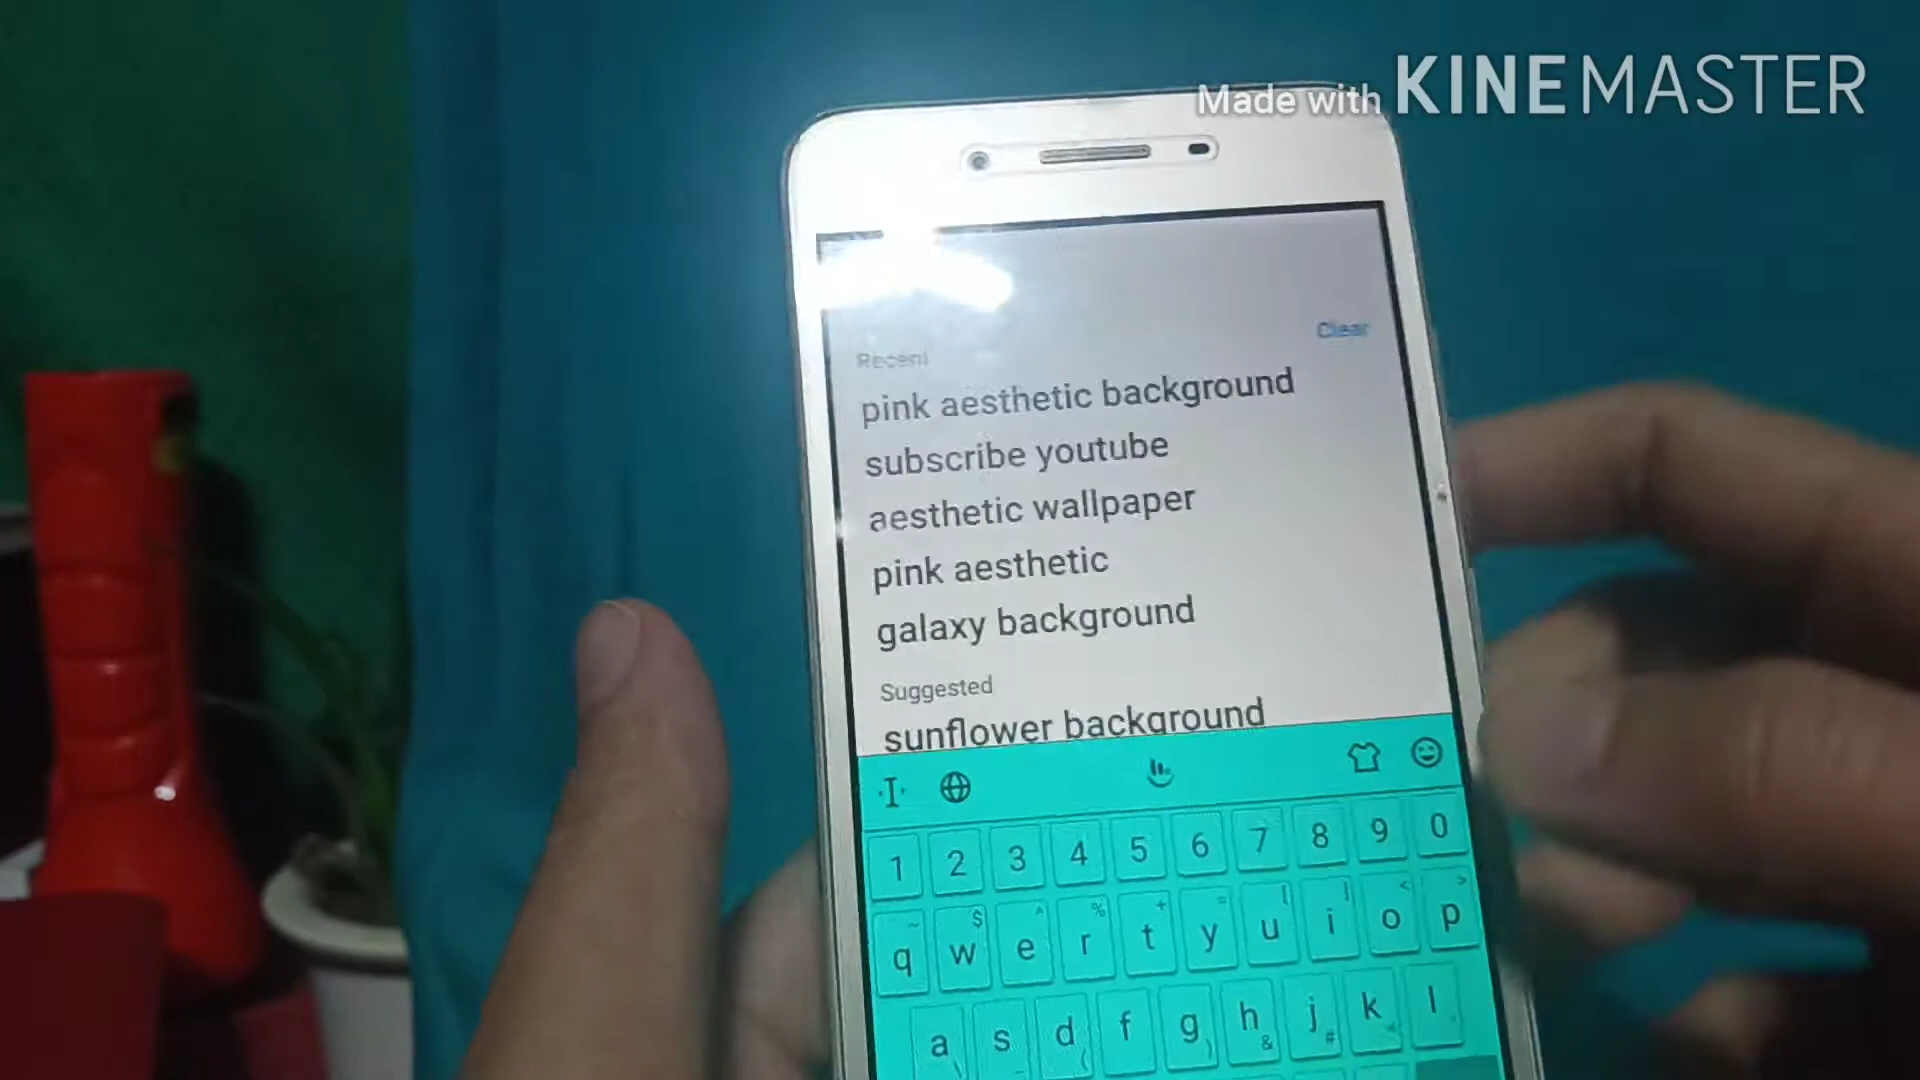 Made with KINEMASTER
Clear
Recent
pink aesthetic background
subscribe youtube
aesthetic wallpaper
pink aesthetic
galaxy background
Suggested
sunflower background
1 2 3 4 5 6 7 8 9 0
q w e r t y u i o p
a s d f g h j k l